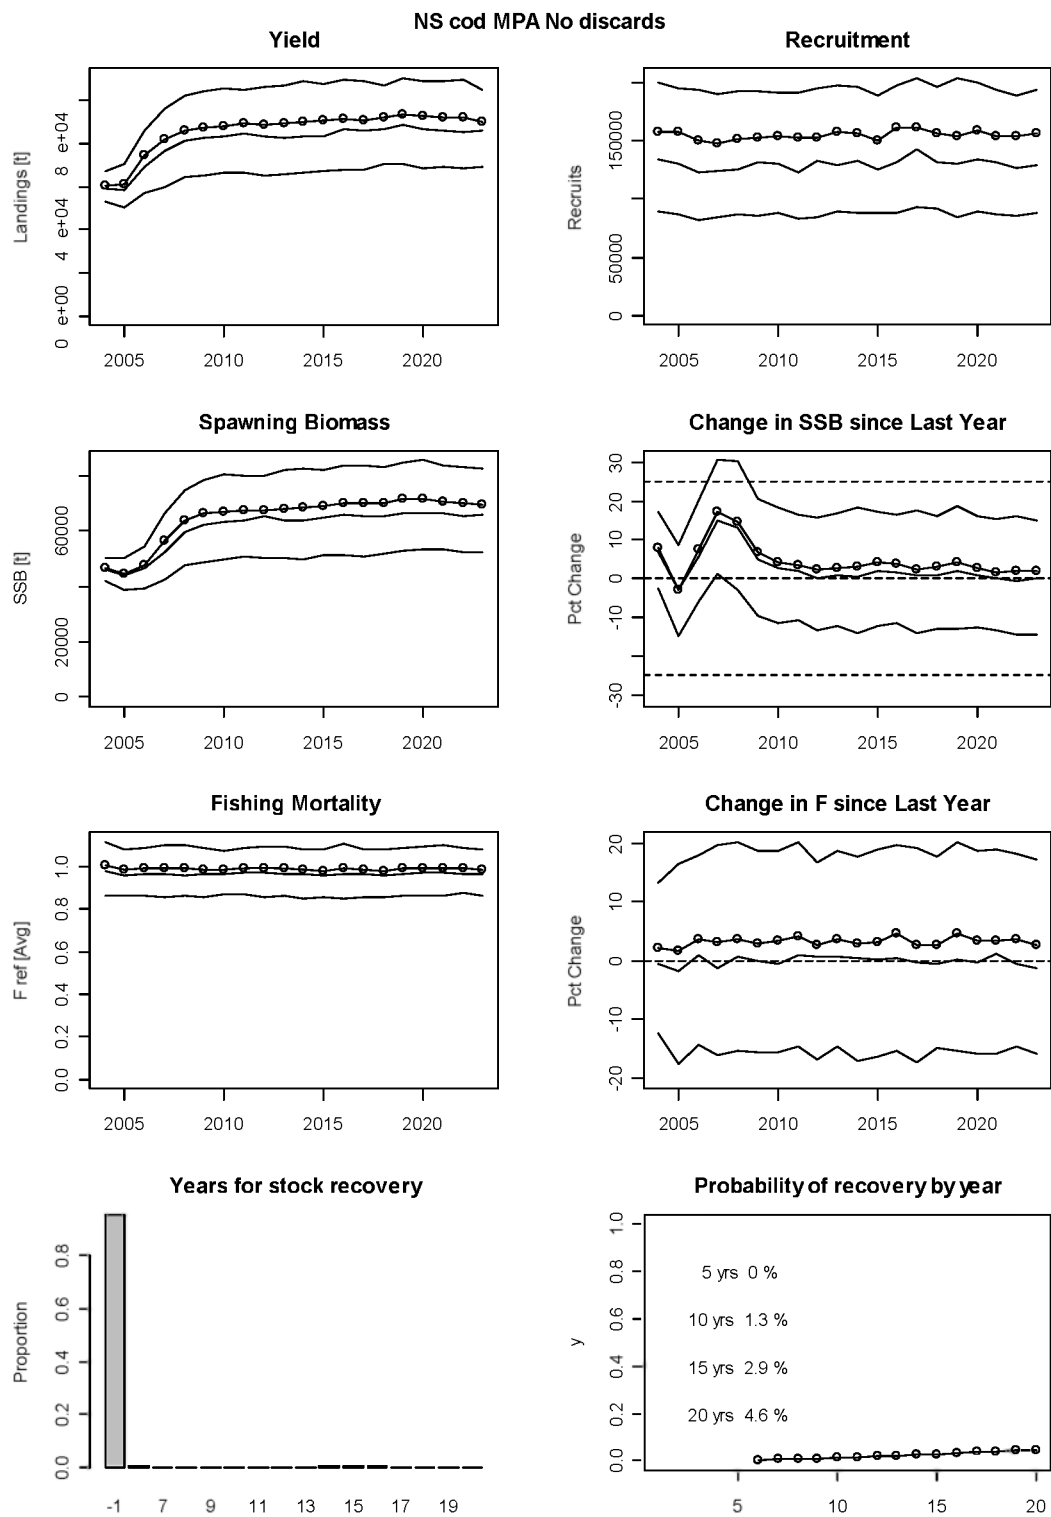 NS cod MPA No discards
Yield
Landings [t]
0 e+00 4 e+04 8 e+04
2005 2010 2015 2020
Recruitment
Recruits
0 50000 150000
2005 2010 2015 2020
Spawning Biomass
SSB [t]
0 20000 60000
2005 2010 2015 2020
Change in SSB since Last Year
Pct Change
-30 -10 0 10 20 30
2005 2010 2015 2020
Fishing Mortality
F ref [Avg]
0.0 0.2 0.4 0.6 0.8 1.0
2005 2010 2015 2020
Change in F since Last Year
Pct Change
-20 -10 0 10 20
2005 2010 2015 2020
Years for stock recovery
Proportion
0.0 0.2 0.4 0.6 0.8
-1 7 9 11 13 15 17 19
Probability of recovery by year
y
0.0 0.2 0.4 0.6 0.8 1.0
5 yrs 0 %
10 yrs 1.3 %
15 yrs 2.9 %
20 yrs 4.6 %
5 10 15 20